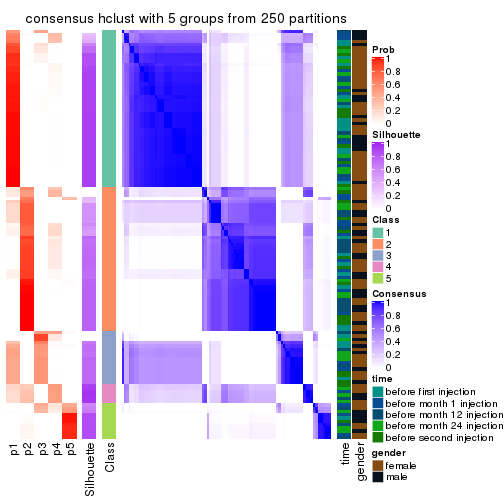 consensus hclust with 5 groups from 250 partitions
Prob
1
0.8
0.6
0.4
0.2
0
Silhouette
1
0.8
0.6
0.4
0.2
0
Class
1
2
3
4
5
Consensus
1
0.8
0.6
0.4
0.2
0
time
before first injection
before month 1 injection
before month 12 injection
before month 24 injection
before second injection
gender
female
male
p1
p2
p3
p4
p5
Silhouette
Class
time
gender